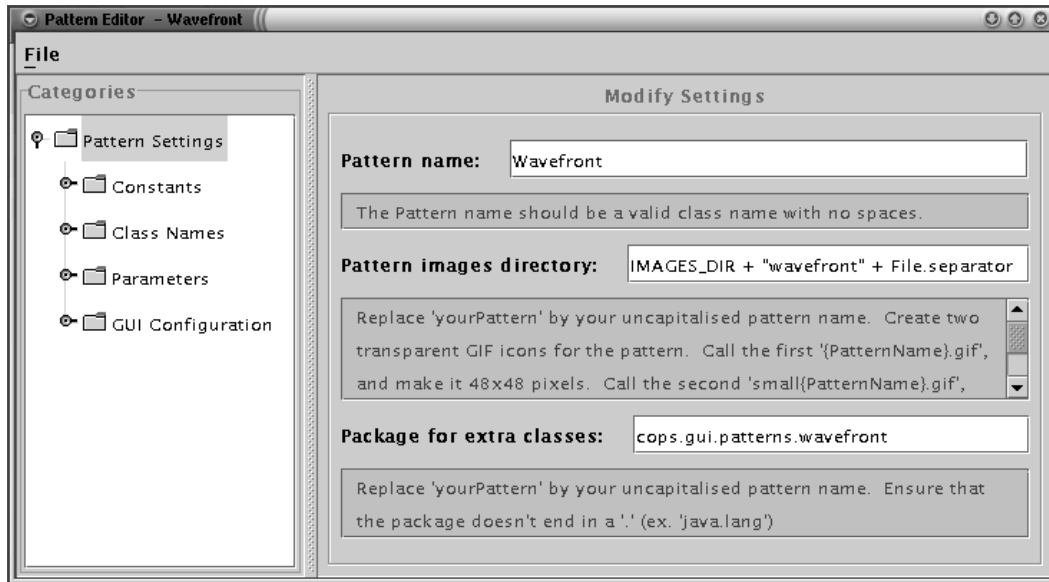 Pattern Editor - Wavefront
File
Categories
Pattern Settings
Constants
Class Names
Parameters
GUI Configuration
Modify Settings
Pattern name: Wavefront
The Pattern name should be a valid class name with no spaces.
Pattern images directory: IMAGES_DIR + "wavefront" + File.separator
Replace 'yourPattern' by your uncapitalised pattern name. Create two
transparent GIF icons for the pattern. Call the first '{PatternName}.gif',
and make it 48x48 pixels. Call the second 'small{PatternName}.gif',
Package for extra classes: cops.gui.patterns.wavefront
Replace 'yourPattern' by your uncapitalised pattern name. Ensure that
the package doesn't end in a '.' (ex. 'java.lang')